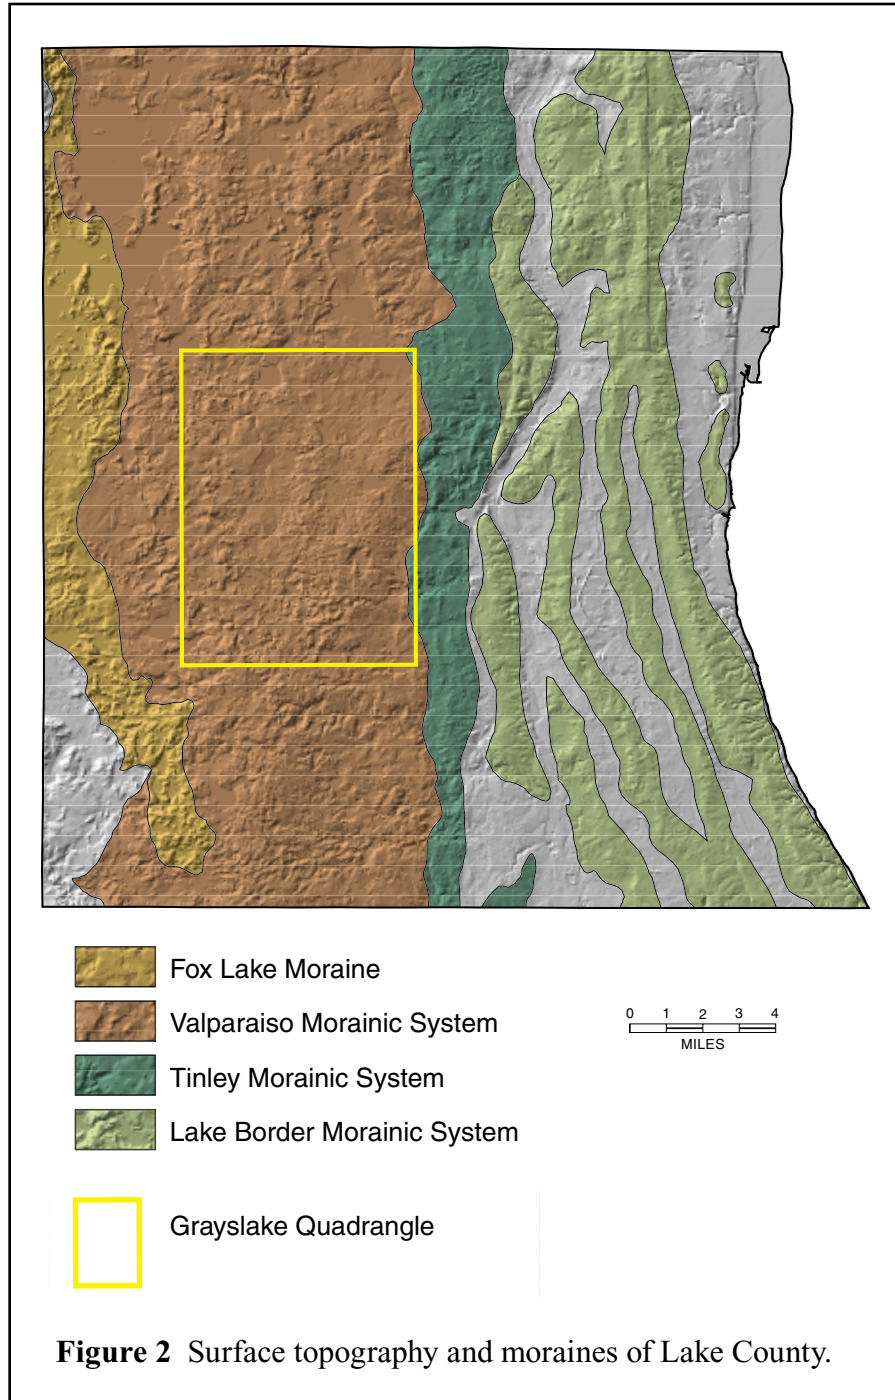 Fox Lake Moraine
Valparaiso Morainic System
0 1 2 3 4
MILES
Tinley Morainic System
Lake Border Morainic System
Grayslake Quadrangle
Figure 2 Surface topography and moraines of Lake County.